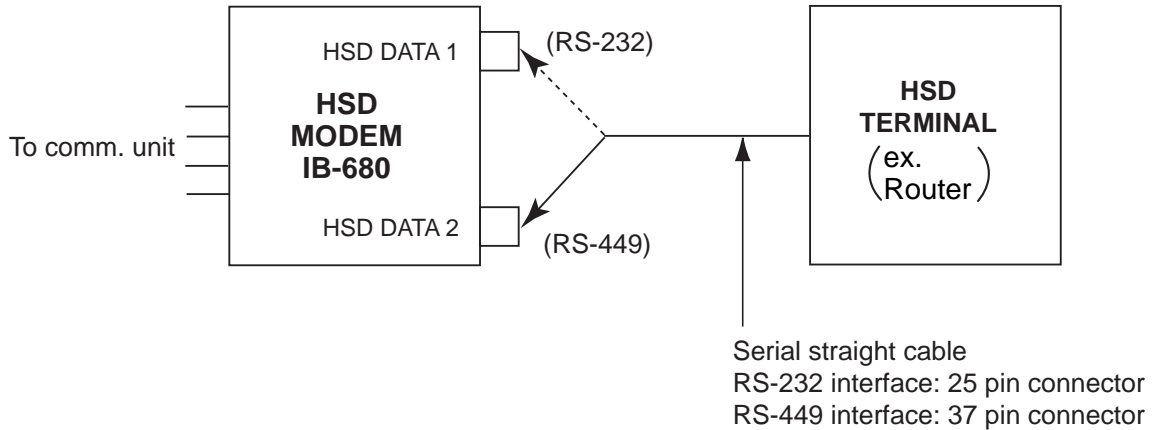 HSD DATA 1
(RS-232)
HSD
MODEM
IB-680
To comm. unit
HSD DATA 2
(RS-449)
HSD
TERMINAL
(ex.
Router)
Serial straight cable
RS-232 interface: 25 pin connector
RS-449 interface: 37 pin connector